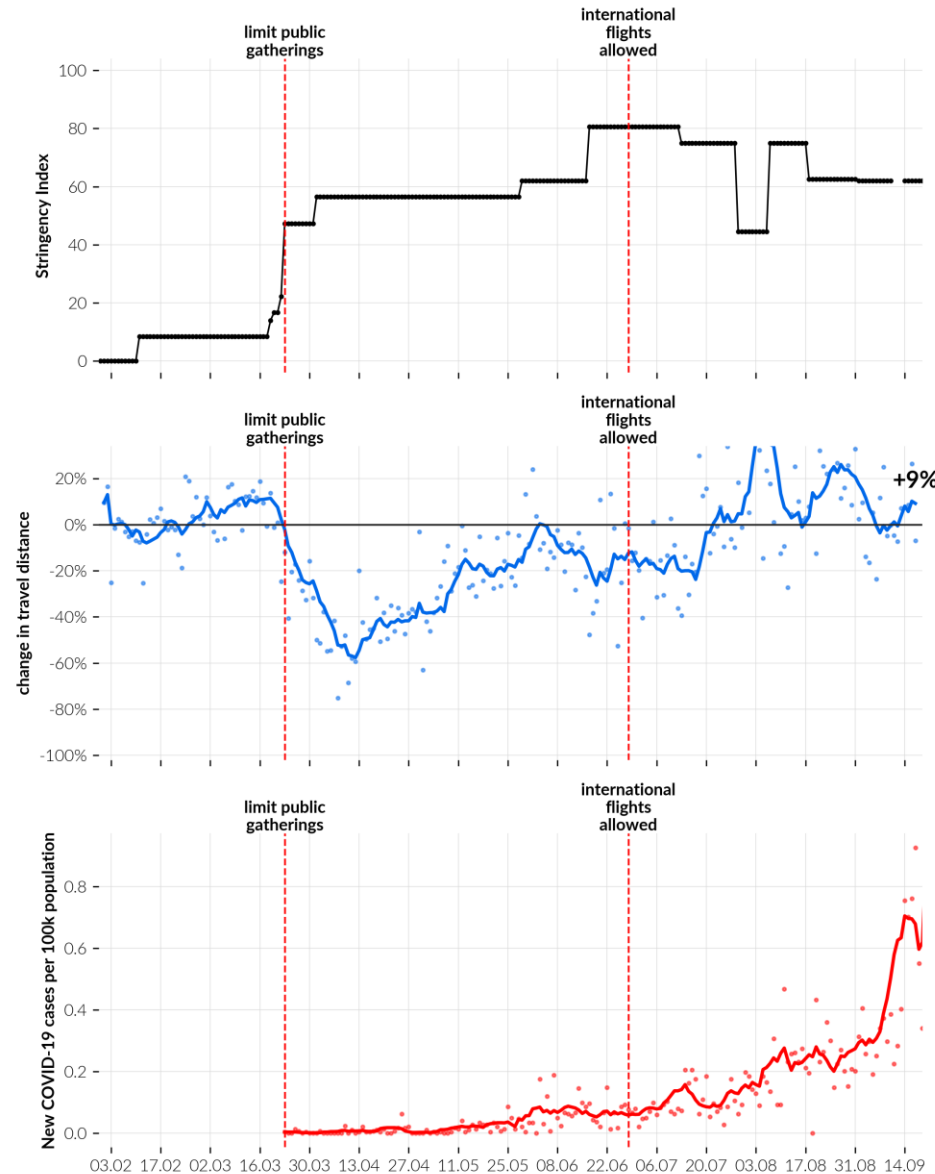 limit public
gatherings
international
flights
allowed
Stringency Index
100
80
60
40
20
0
limit public
gatherings
international
flights
allowed
change in travel distance
20%
0%
-20%
-40%
-60%
-80%
-100%
+9%
limit public
gatherings
international
flights
allowed
New COVID-19 cases per 100k population
0.8
0.6
0.4
0.2
0.0
03.02 17.02 02.03 16.03 30.03 13.04 27.04 11.05 25.05 08.06 22.06 06.07 20.07 03.08 17.08 31.08 14.09